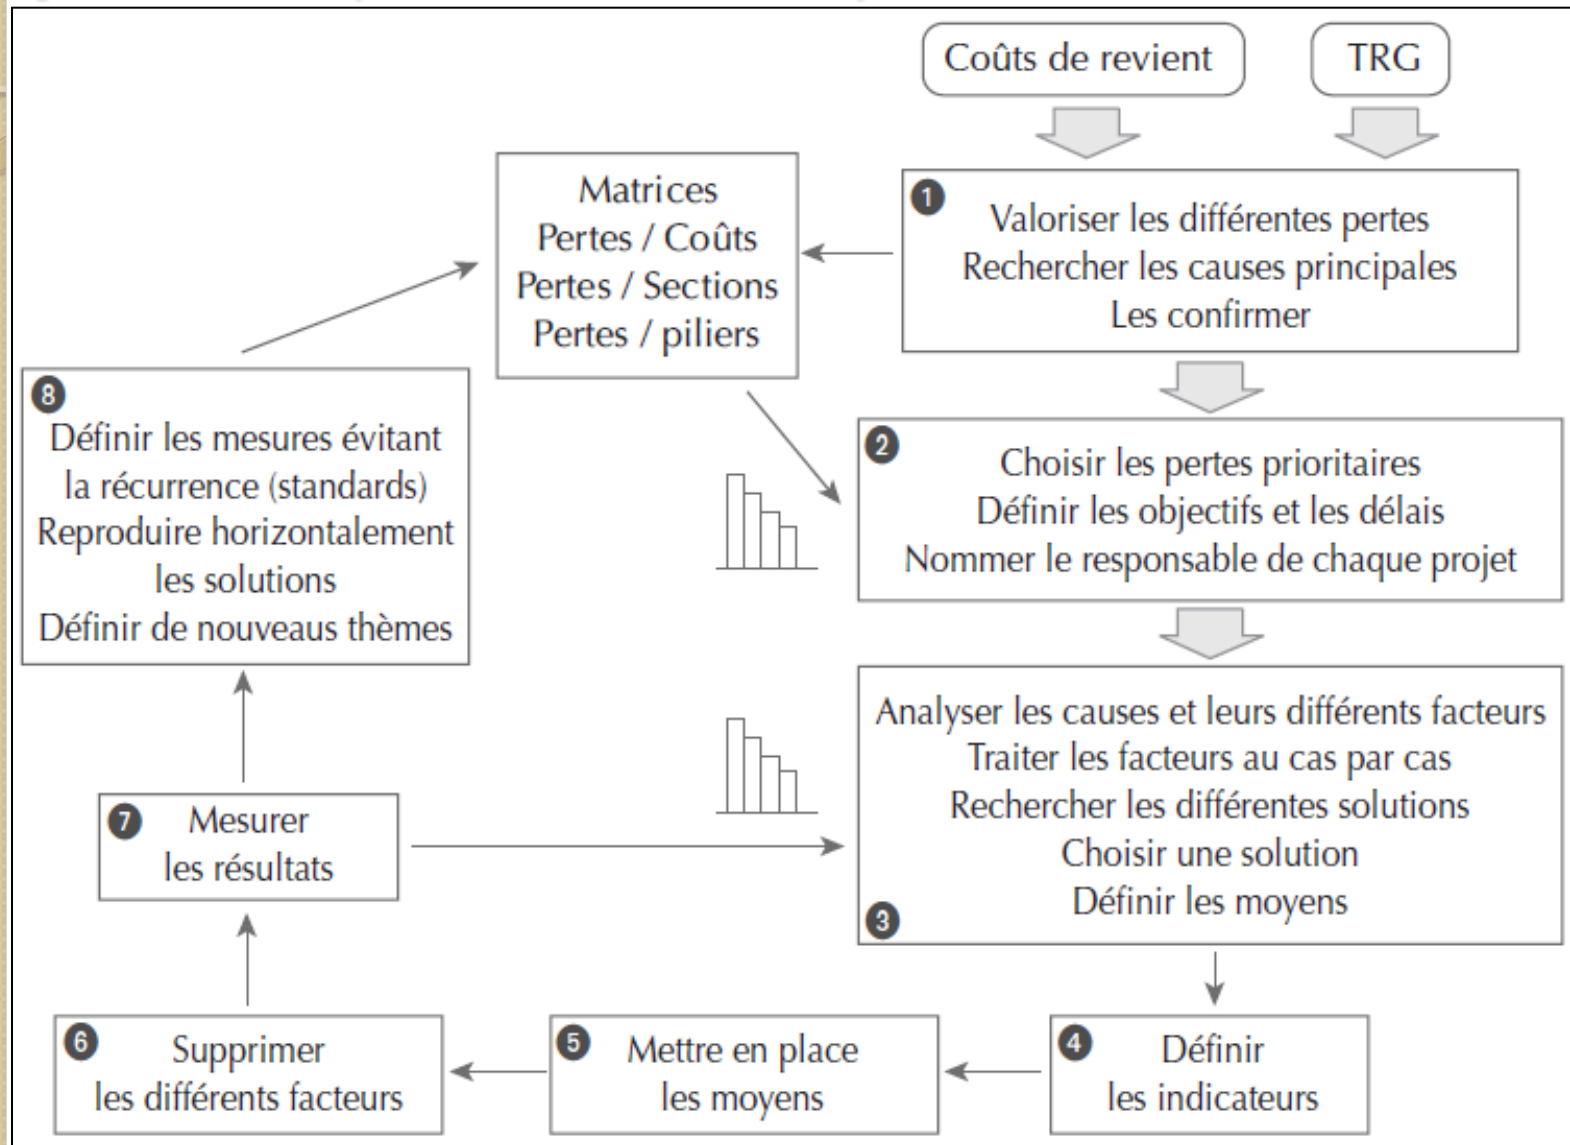 Coûts de revient
TRG
1
Valoriser les différentes pertes
Rechercher les causes principales
Les confirmer
Matrices
Pertes / Coûts
Pertes / Sections
Pertes / piliers
2
Choisir les pertes prioritaires
Définir les objectifs et les délais
Nommer le responsable de chaque projet
Analyser les causes et leurs différents facteurs
Traiter les facteurs au cas par cas
Rechercher les différentes solutions
Choisir une solution
Définir les moyens
3
4
Définir
les indicateurs
5
Mettre en place
les moyens
6
Supprimer
les différents facteurs
7
Mesurer
les résultats
8
Définir les mesures évitant
la récurrence (standards)
Reproduire horizontalement
les solutions
Définir de nouveaus thèmes